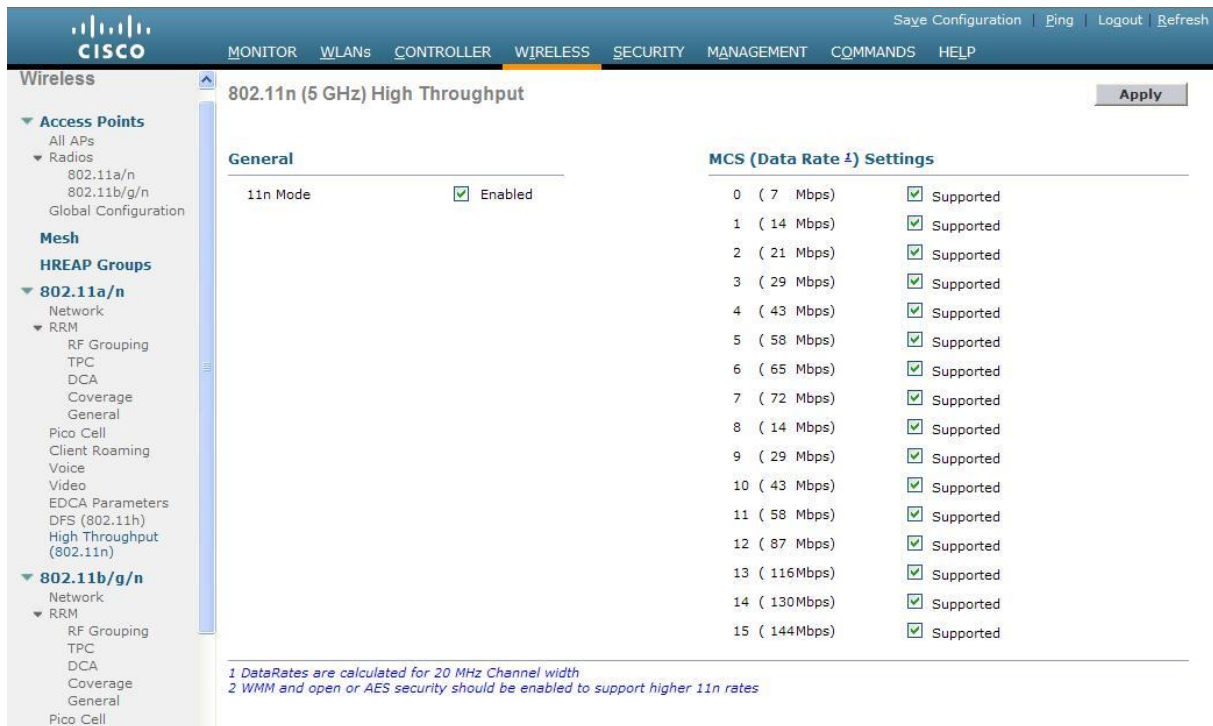 Save Configuration | Ping | Logout | Refresh
CISCO
MONITOR WLANs CONTROLLER WIRELESS SECURITY MANAGEMENT COMMANDS HELP
Wireless
Access Points
All APs
Radios
802.11a/n
802.11b/g/n
Global Configuration
Mesh
HREAP Groups
802.11a/n
Network
RRM
RF Grouping
TPC
DCA
Coverage
General
Pico Cell
Client Roaming
Voice
Video
EDCA Parameters
DFS (802.11h)
High Throughput
(802.11n)
802.11b/g/n
Network
RRM
RF Grouping
TPC
DCA
Coverage
General
Pico Cell
802.11n (5 GHz) High Throughput
Apply
General
11n Mode Enabled
MCS (Data Rate 1) Settings
0 ( 7 Mbps) Supported
1 ( 14 Mbps) Supported
2 ( 21 Mbps) Supported
3 ( 29 Mbps) Supported
4 ( 43 Mbps) Supported
5 ( 58 Mbps) Supported
6 ( 65 Mbps) Supported
7 ( 72 Mbps) Supported
8 ( 14 Mbps) Supported
9 ( 29 Mbps) Supported
10 ( 43 Mbps) Supported
11 ( 58 Mbps) Supported
12 ( 87 Mbps) Supported
13 ( 116Mbps) Supported
14 ( 130Mbps) Supported
15 ( 144Mbps) Supported
1 DataRates are calculated for 20 MHz Channel width
2 WMM and open or AES security should be enabled to support higher 11n rates